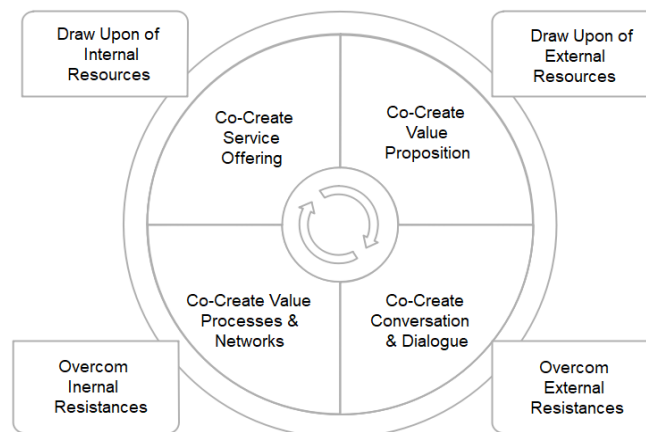 Draw Upon of
Internal
Resources
Draw Upon of
External
Resources
Co-Create
Service
Offering
Co-Create
Value
Proposition
Co-Create Value
Processes &
Networks
Co-Create
Conversation
& Dialogue
Overcom
Inernal
Resistances
Overcom
External
Resistances